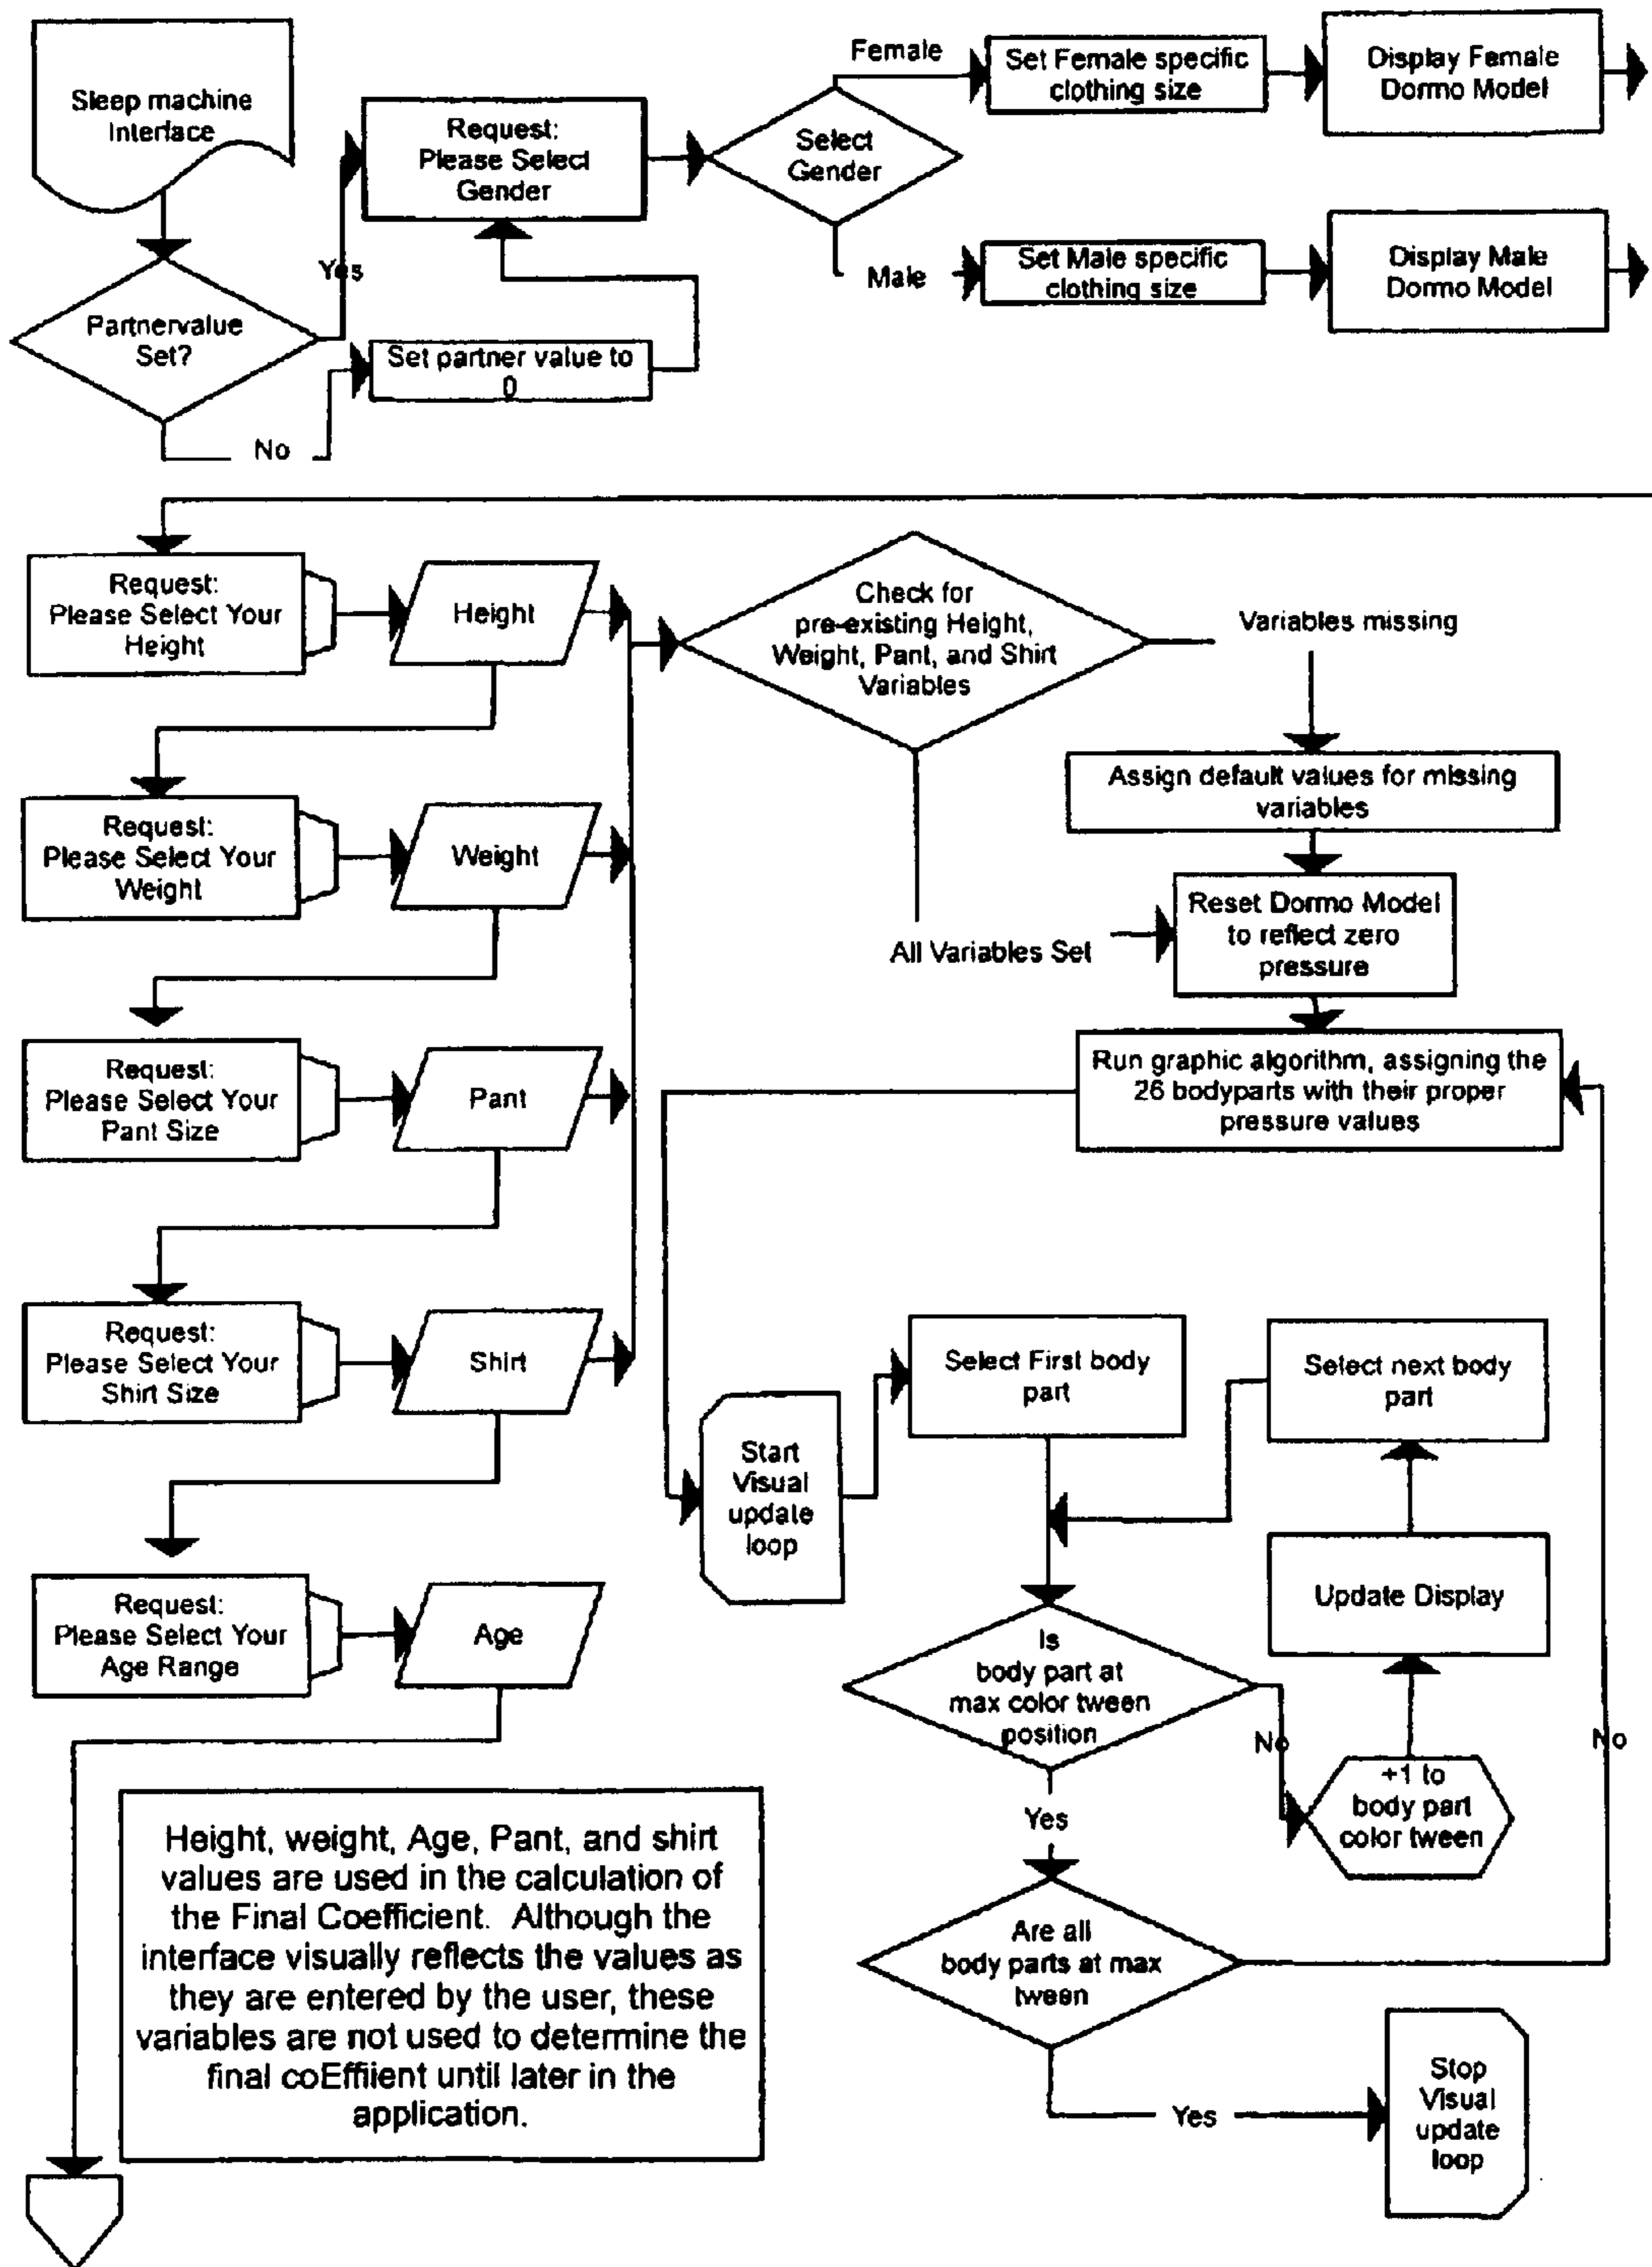 Sleep machine
Interface
Partnervalue
Set?
Yes
No
Set partner value to
0
Request:
Please Select
Gender
Select
Gender
Female
Set Female specific
clothing size
Display Female
Dormo Model
Male
Set Male specific
clothing size
Display Male
Dormo Model
Request:
Please Select Your
Height
Height
Request:
Please Select Your
Weight
Weight
Request:
Please Select Your
Pant Size
Pant
Request:
Please Select Your
Shirt Size
Shirt
Request:
Please Select Your
Age Range
Age
Check for
pre-existing Height,
Weight, Pant, and Shirt
Variables
Variables missing
Assign default values for missing
variables
All Variables Set
Reset Dormo Model
to reflect zero
pressure
Run graphic algorithm, assigning the
26 bodyparts with their proper
pressure values
Start
Visual
update
loop
Select First body
part
Select next body
part
Update Display
Is
body part at
max color tween
position
No
+1 to
body part
color tween
No
Yes
Are all
body parts at max
tween
Yes
Stop
Visual
update
loop
Height, weight, Age, Pant, and shirt
values are used in the calculation of
the Final Coefficient. Although the
interface visually reflects the values as
they are entered by the user, these
variables are not used to determine the
final coEffiient until later in the
application.